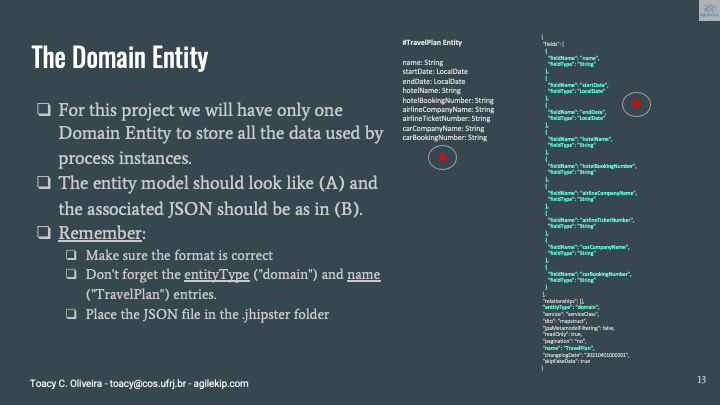 agilekip
The Domain Entity
❑ For this project we will have only one
Domain Entity to store all the data used by
process instances.
❑ The entity model should look like (A) and
the associated JSON should be as in (B).
❑ Remember:
❑ Make sure the format is correct
❑ Don't forget the entityType ("domain") and name
("TravelPlan") entries.
❑ Place the JSON file in the .jhipster folder
#TravelPlan Entity
name: String
startDate: LocalDate
endDate: LocalDate
hotelName: String
hotelBookingNumber: String
airlineCompanyName: String
airlineTicketNumber: String
carCompanyName: String
carBookingNumber: String
A
{
"fields": [
{
"fieldName": "name",
"fieldType": "String"
},
{
"fieldName": "startDate",
"fieldType": "LocalDate"
},
{
"fieldName": "endDate",
"fieldType": "LocalDate"
},
{
"fieldName": "hotelName",
"fieldType": "String"
},
{
"fieldName": "hotelBookingNumber",
"fieldType": "String"
},
{
"fieldName": "airlineCompanyName",
"fieldType": "String"
},
{
"fieldName": "airlineTicketNumber",
"fieldType": "String"
},
{
"fieldName": "carCompanyName",
"fieldType": "String"
},
{
"fieldName": "carBookingNumber",
"fieldType": "String"
}
],
"relationships": [],
"entityType": "domain",
"service": "serviceClass",
"dto": "mapstruct",
"jpaMetamodelFiltering": false,
"readOnly": true,
"pagination": "no",
"name": "TravelPlan",
"changelogDate": "20210401000001",
"skipFakeData": true
}
B
Toacy C. Oliveira - toacy@cos.ufrj.br - agilekip.com
13